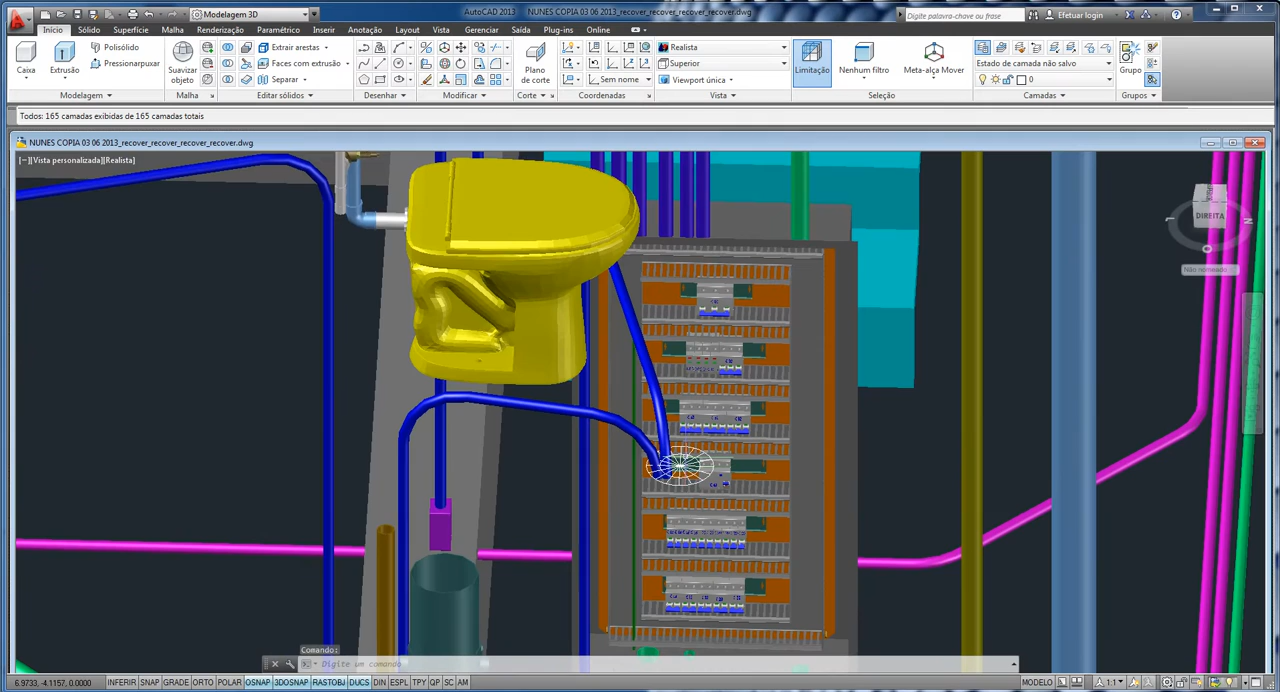 Modelagem 3D
AutoCAD 2013 NUNES COPIA 03 06 2013_recover_recover_recover_recover.dwg
Digite palavra-chave ou frase
Efetuar login
Início Sólido Superfície Malha Renderização Paramétrico Inserir Anotação Layout Vista Gerenciar Saída Plug-ins Online
Caixa
Extrusão
Polisólido
Pressionarpuxar
Suavizar objeto
Extrair arestas
Faces com extrusão
Separar
Plano de corte
Sem nome
Realista
Superior
Viewport única
Limitação
Nenhum filtro
Meta-alça Mover
Estado de camada não salvo
0
Grupo
Modelagem Malha Editar sólidos Desenhar Modificar Corte Coordenadas Vista Seleção Camadas Grupos
Todos: 165 camadas exibidas de 165 camadas totais
NUNES COPIA 03 06 2013_recover_recover_recover_recover.dwg
[−][Vista personalizada][Realista]
DIREITA
Não nomeado
Comando:
Digite um comando
6.9733, -4.1157, 0.0000 INFERIR SNAP GRADE ORTO POLAR OSNAP 3DOSNAP RASTOBJ DUCS DIN ESPL TPY QP SC AM MODELO 1:1